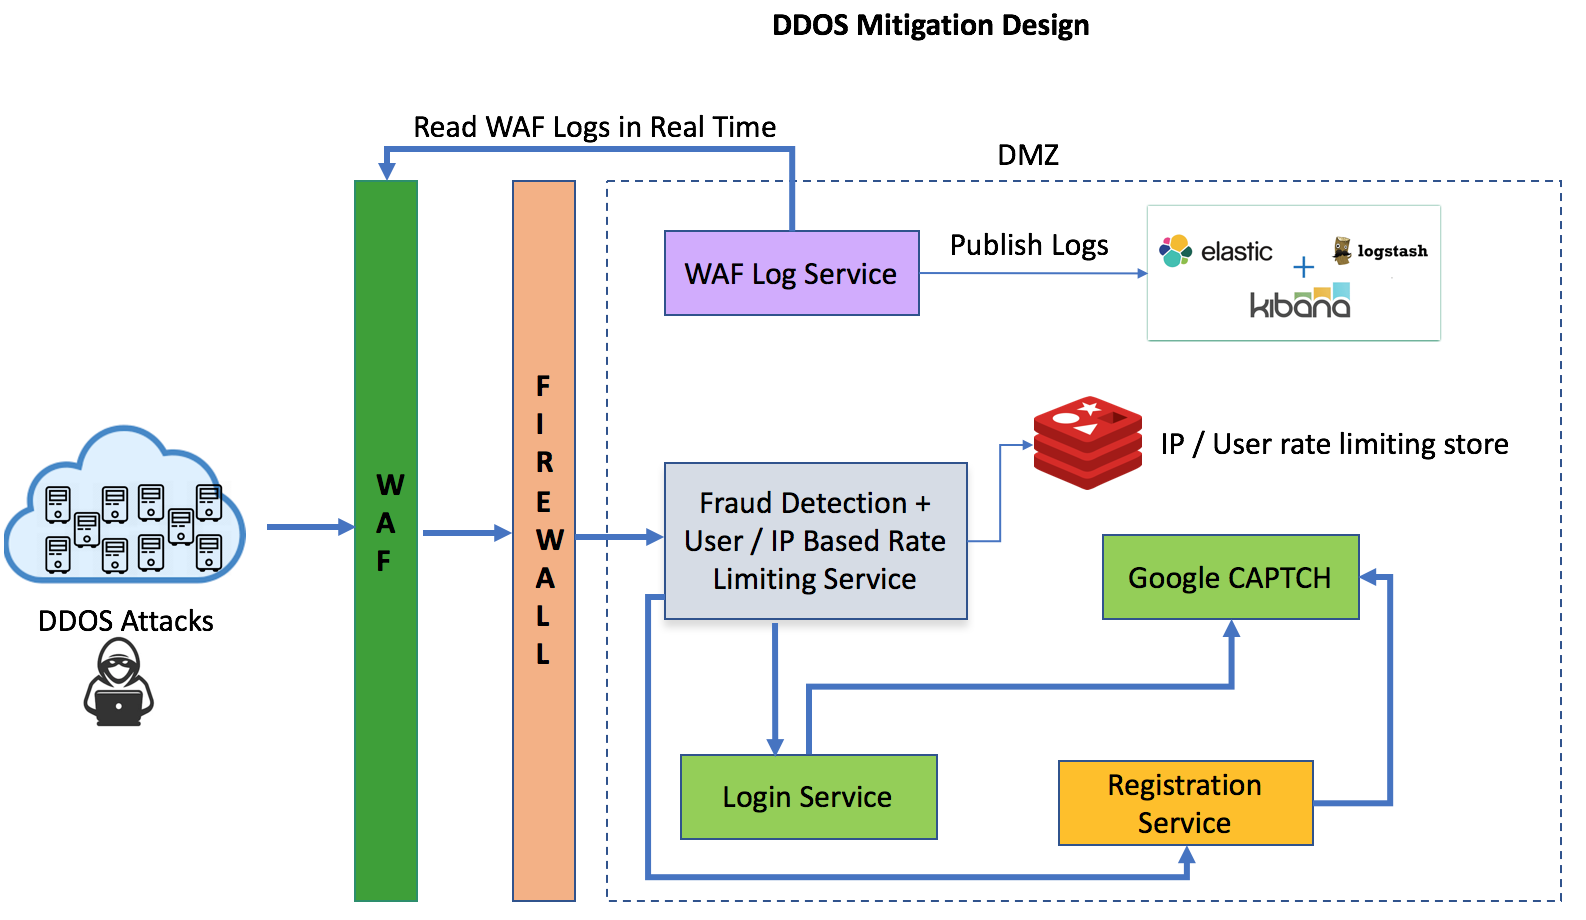 DDOS Mitigation Design
Read WAF Logs in Real Time
DMZ
WAF Log Service
Publish Logs
elastic
+
logstash
kibana
W
A
F
F
I
R
E
W
A
L
L
DDOS Attacks
Fraud Detection +
User / IP Based Rate
Limiting Service
IP / User rate limiting store
Google CAPTCH
Login Service
Registration
Service